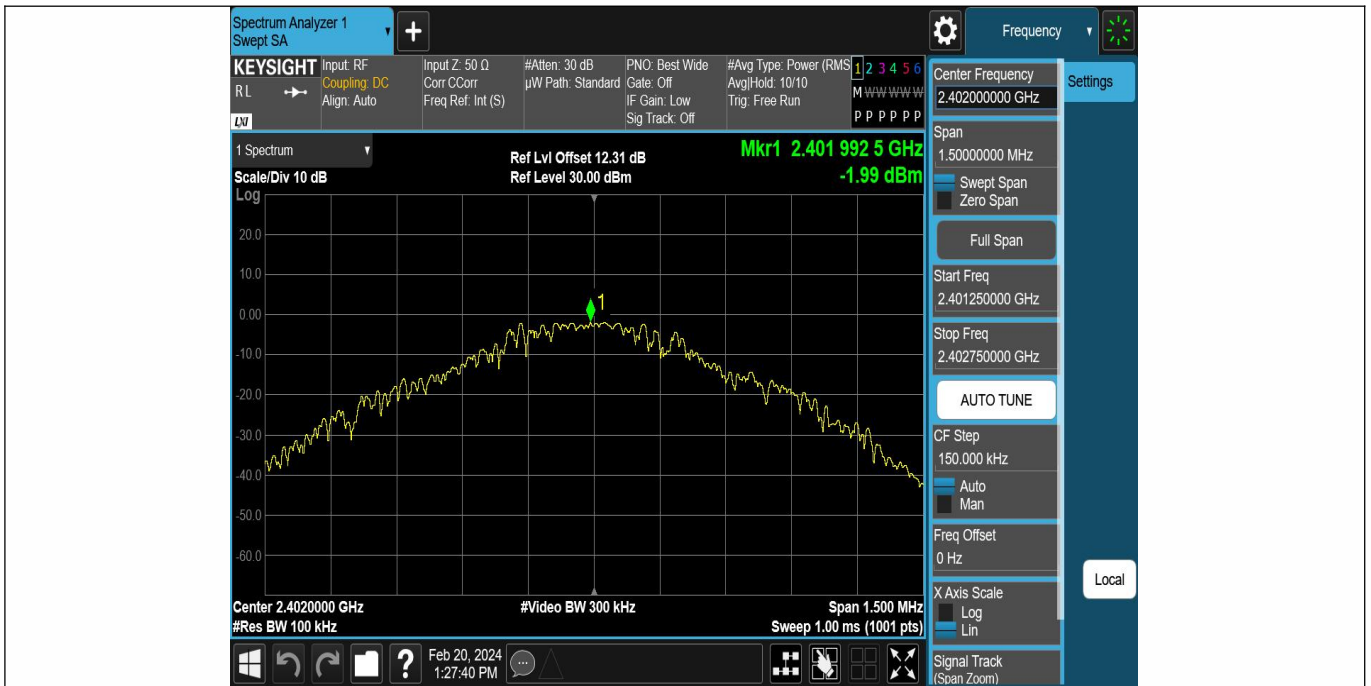 Spectrum Analyzer 1
Swept SA
+
Frequency
KEYSIGHT
RL
LXI
Input: RF
Coupling: DC
Align: Auto
Input Z: 50 Ω
Corr CCorr
Freq Ref: Int (S)
#Atten: 30 dB
µW Path: Standard
PNO: Best Wide
Gate: Off
IF Gain: Low
Sig Track: Off
#Avg Type: Power (RMS
Avg|Hold: 10/10
Trig: Free Run
1 2 3 4 5 6
M W W W W W
P P P P P P
Center Frequency
2.402000000 GHz
Settings
Span
1.50000000 MHz
Swept Span
Zero Span
Full Span
Start Freq
2.401250000 GHz
Stop Freq
2.402750000 GHz
AUTO TUNE
CF Step
150.000 kHz
Auto
Man
Freq Offset
0 Hz
X Axis Scale
Log
Lin
Signal Track
(Span Zoom)
Local
1 Spectrum
Scale/Div 10 dB
Log
Ref Lvl Offset 12.31 dB
Ref Level 30.00 dBm
Mkr1 2.401 992 5 GHz
-1.99 dBm
20.0
10.0
0.00
-10.0
-20.0
-30.0
-40.0
-50.0
-60.0
1
Center 2.4020000 GHz
#Res BW 100 kHz
#Video BW 300 kHz
Span 1.500 MHz
Sweep 1.00 ms (1001 pts)
?
Feb 20, 2024
1:27:40 PM